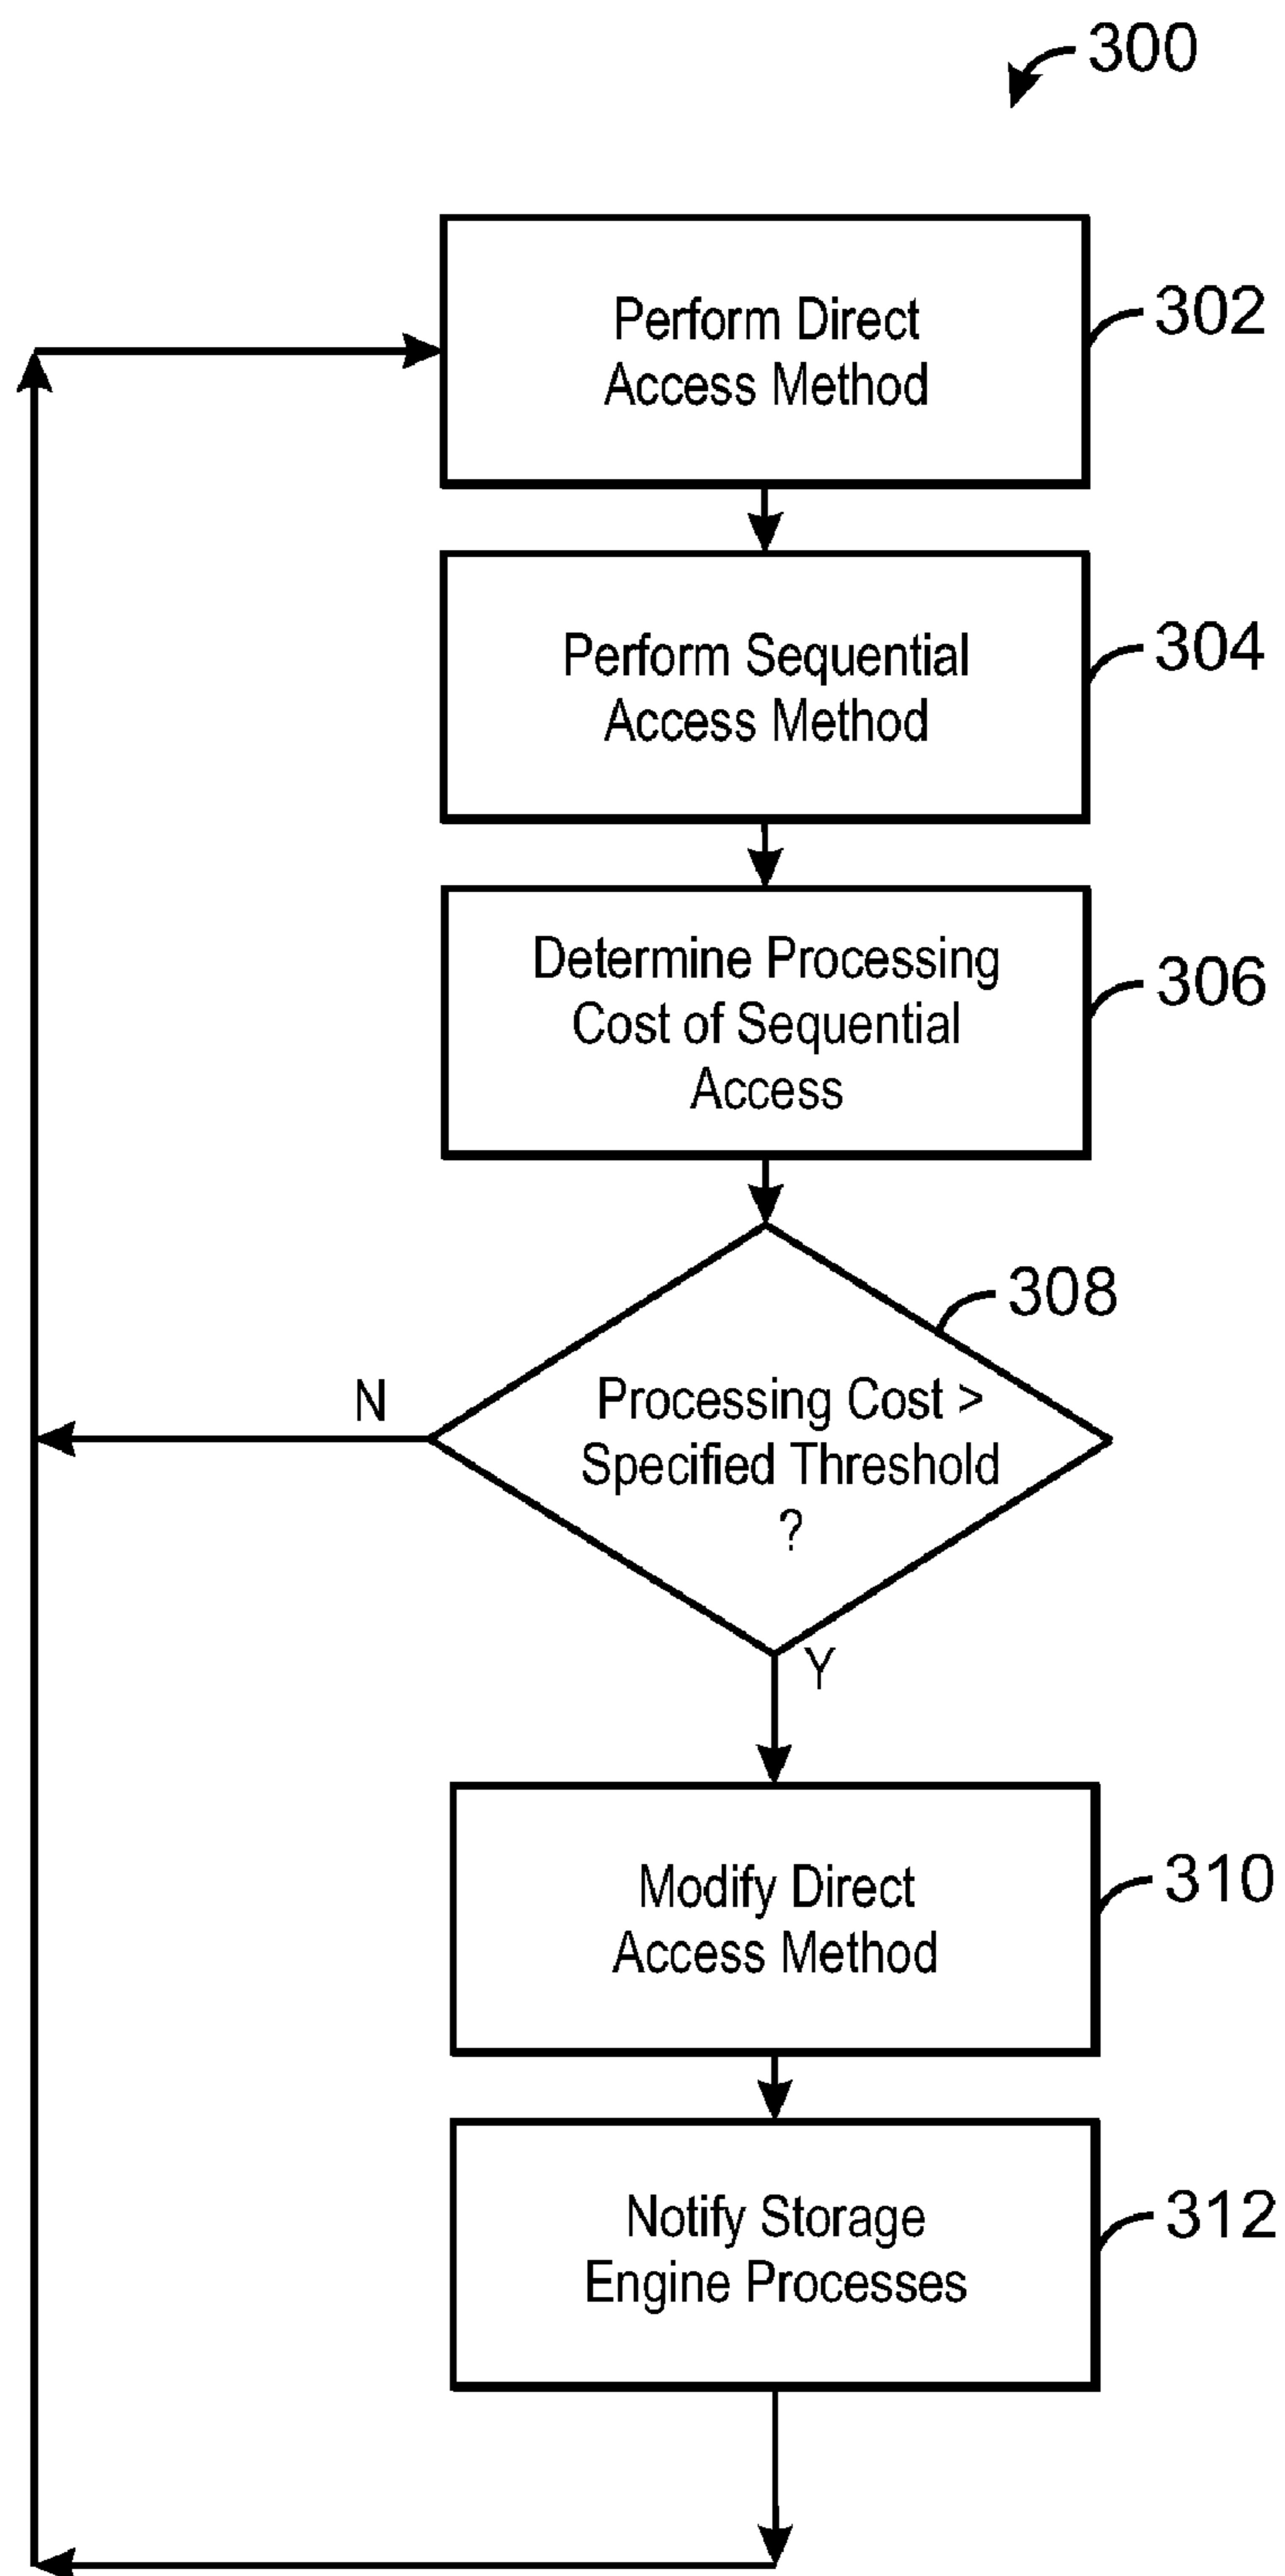 300
Perform Direct
Access Method
302
Perform Sequential
Access Method
304
Determine Processing
Cost of Sequential
Access
306
308
N
Processing Cost >
Specified Threshold
?
Y
Modify Direct
Access Method
310
Notify Storage
Engine Processes
312